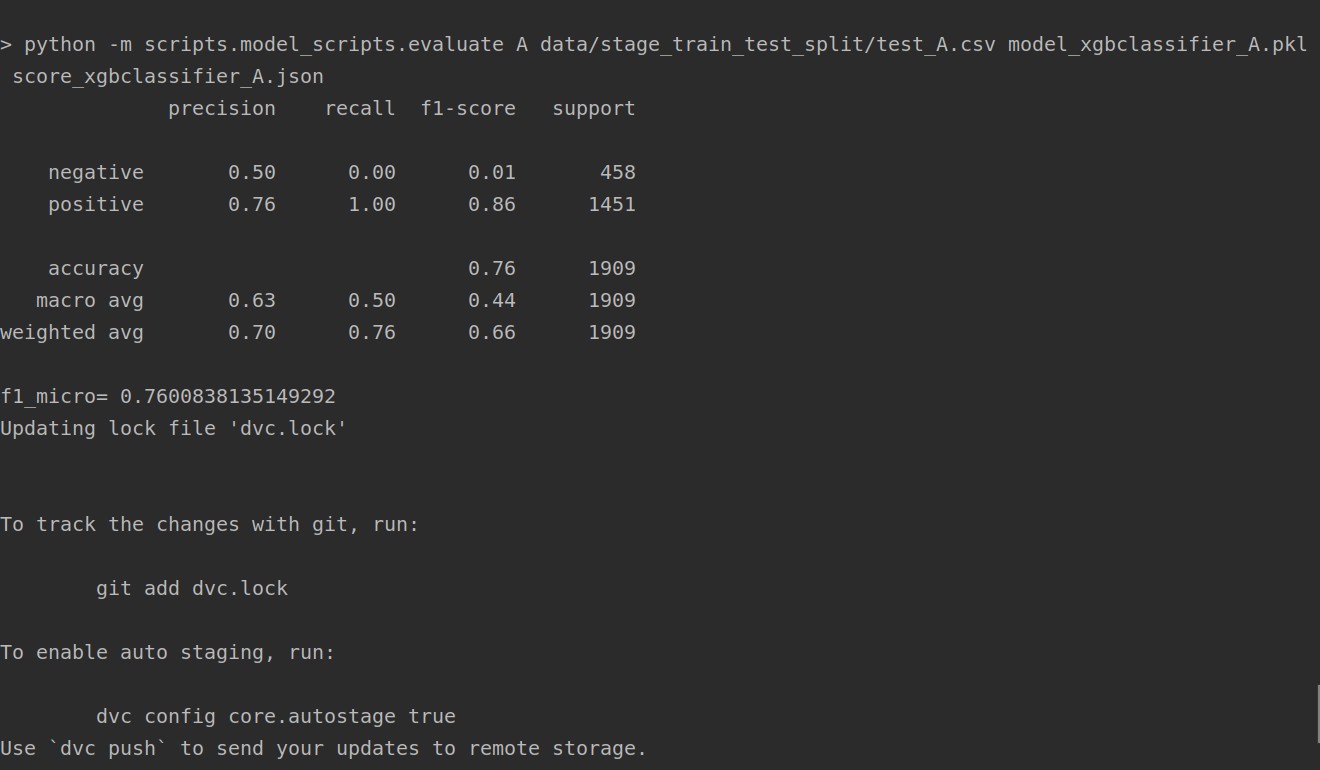 > python -m scripts.model_scripts.evaluate A data/stage_train_test_split/test_A.csv model_xgbclassifier_A.pkl
 score_xgbclassifier_A.json
              precision    recall  f1-score   support

    negative       0.50      0.00      0.01       458
    positive       0.76      1.00      0.86      1451

    accuracy                           0.76      1909
   macro avg       0.63      0.50      0.44      1909
weighted avg       0.70      0.76      0.66      1909

f1_micro= 0.7600838135149292
Updating lock file 'dvc.lock'

To track the changes with git, run:

        git add dvc.lock

To enable auto staging, run:

        dvc config core.autostage true
Use `dvc push` to send your updates to remote storage.